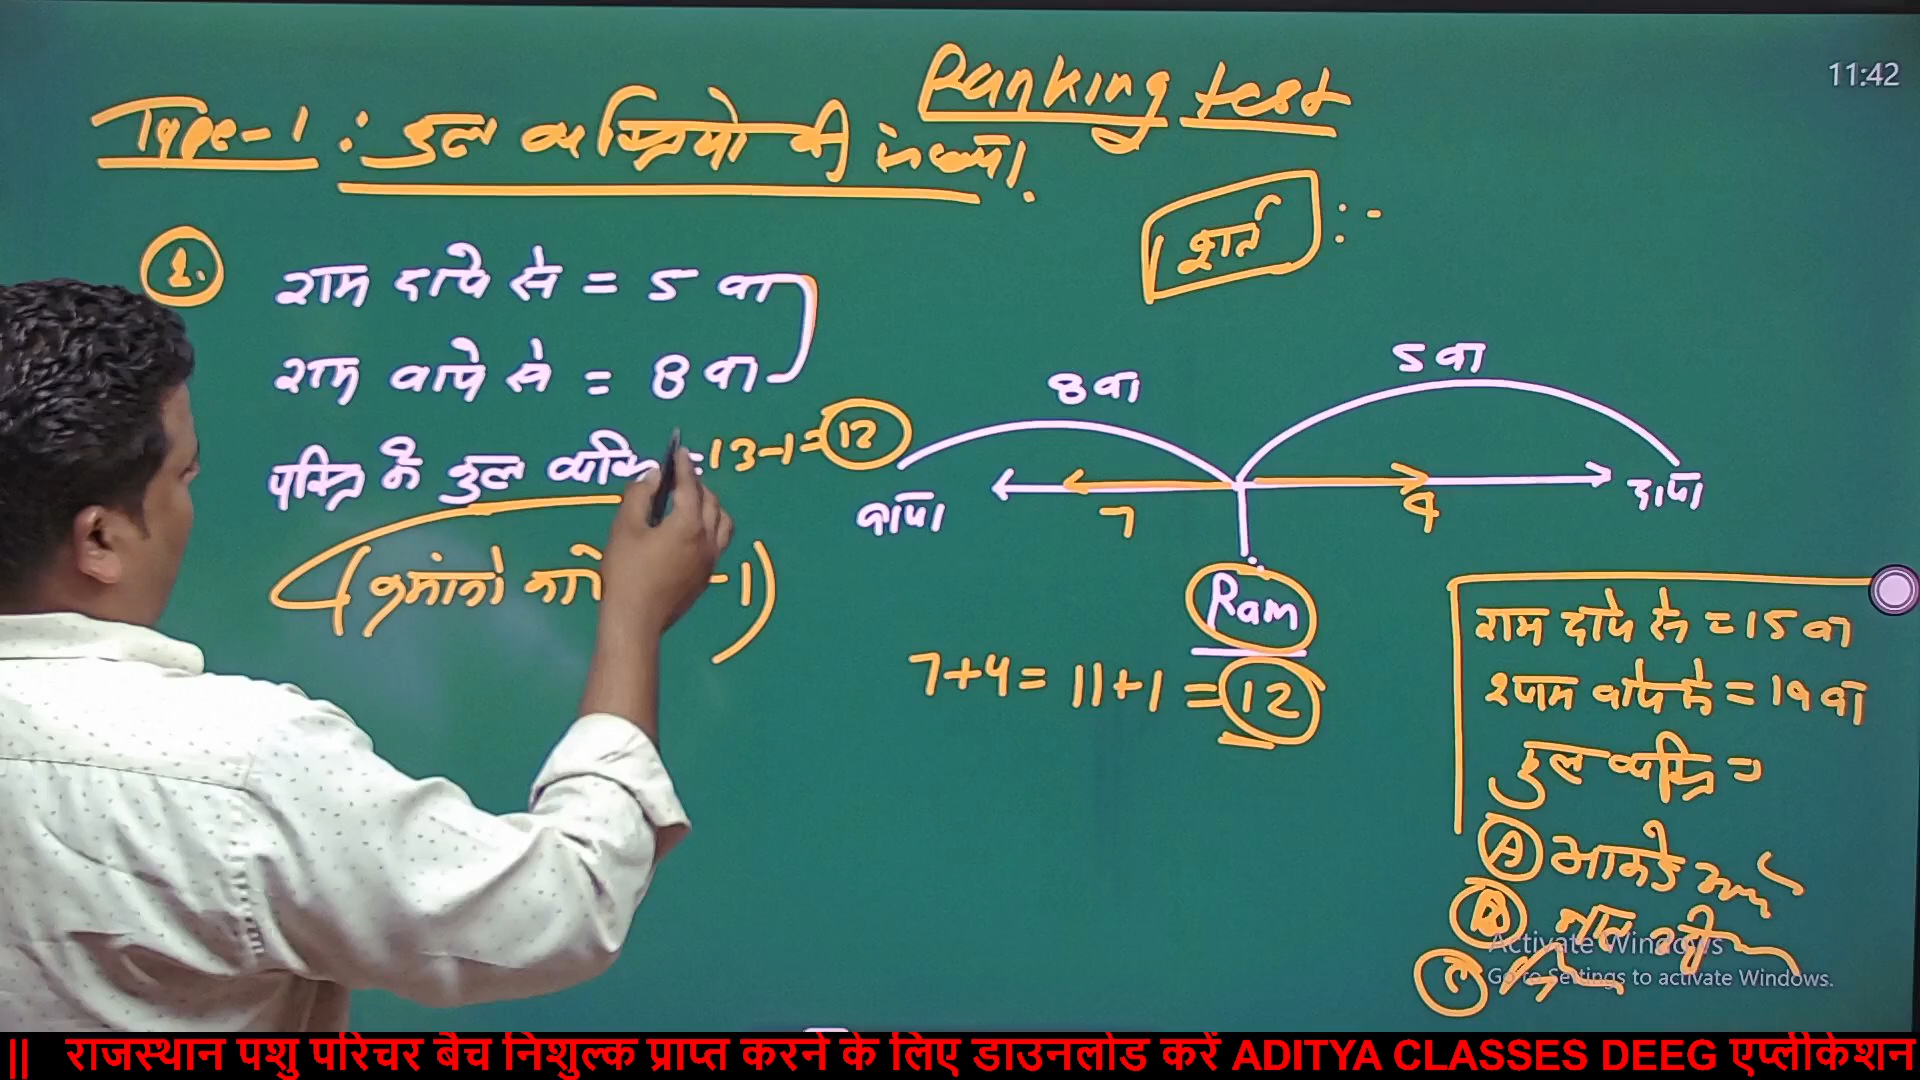 Ranking test
11:42
Type-1 : कुल व्यक्तियो की संख्या.
शर्त :-
1.
राम दांये से = 5 वा
राम बांये से = 8 वा
पंक्ति के कुल व्यक्ति = 13-1 = 12
(क्रमांको का -1)
8 वा
5 वा
बांया
दांया
7
4
Ram
7+4 = 11+1 = 12
राम दांये से = 15 वा
श्याम बांये से = 19 वा
कुल व्यक्ति =
A
B
C
Activate Windows
Go to Settings to activate Windows.
|| राजस्थान पशु परिचर बैच निशुल्क प्राप्त करने के लिए डाउनलोड करें ADITYA CLASSES DEEG एप्लीकेशन